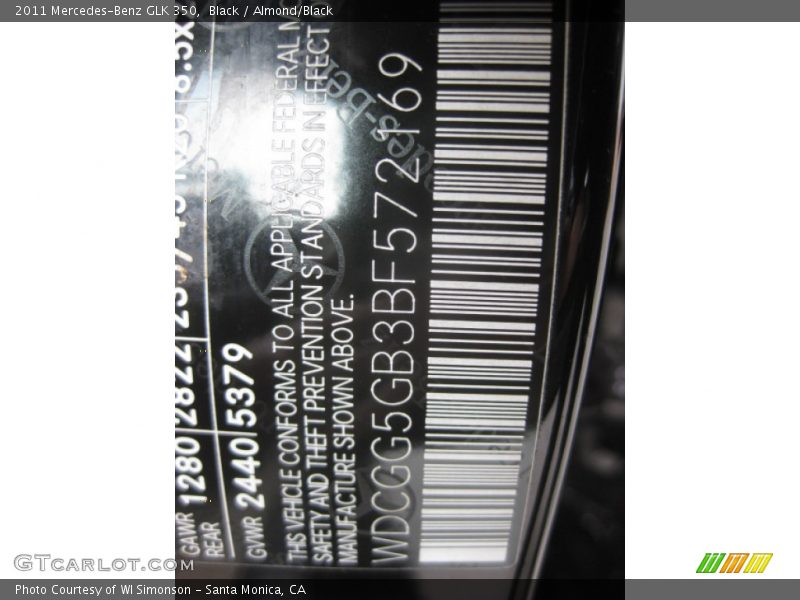 2011 Mercedes-Benz GLK 350,  Black / Almond/Black
GAWR 1280 2822
REAR
GVWR 2440 5379
THIS VEHICLE CONFORMS TO ALL APPLICABLE FEDERAL
SAFETY AND THEFT PREVENTION STANDARDS IN EFFECT
MANUFACTURE SHOWN ABOVE.
WDCGG5GB3BF572169
GTcarlot.com
Photo Courtesy of WI Simonson - Santa Monica, CA